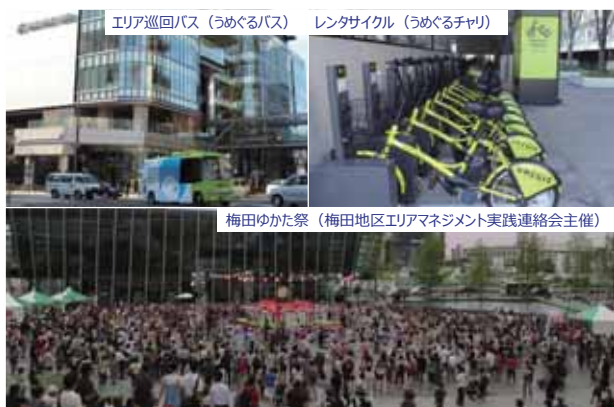 エリア巡回バス（うめぐるバス）
レンタサイクル（うめぐるチャリ）
梅田ゆかた祭（梅田地区エリアマネジメント実践連絡会主催）